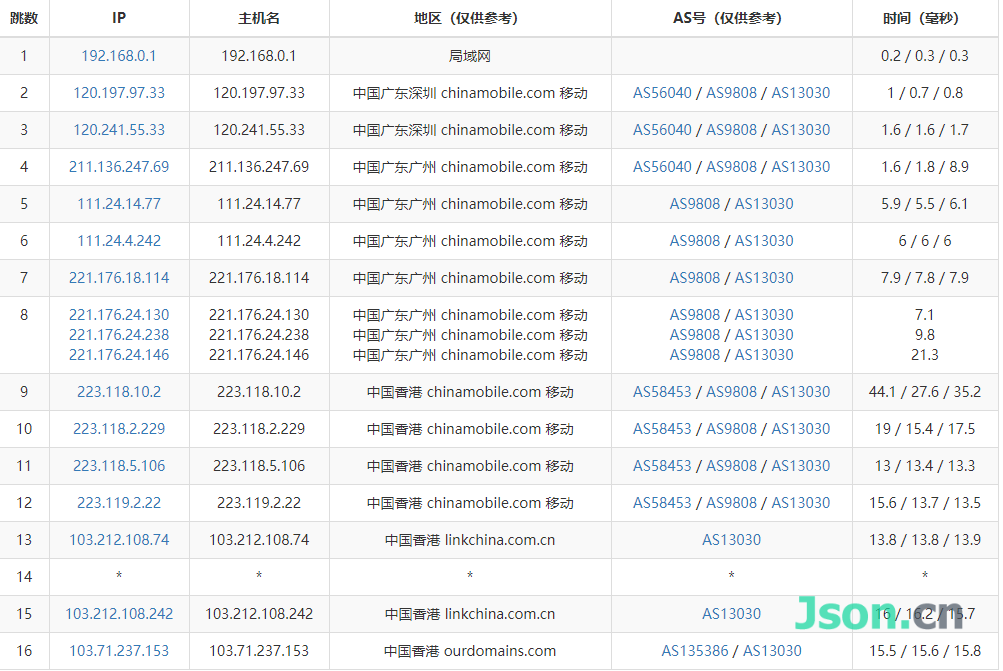 跳数 IP 主机名 地区（仅供参考） AS号（仅供参考） 时间（毫秒）
1 192.168.0.1 192.168.0.1 局域网 0.2 / 0.3 / 0.3
2 120.197.97.33 120.197.97.33 中国广东深圳 chinamobile.com 移动 AS56040 / AS9808 / AS13030 1 / 0.7 / 0.8
3 120.241.55.33 120.241.55.33 中国广东深圳 chinamobile.com 移动 AS56040 / AS9808 / AS13030 1.6 / 1.6 / 1.7
4 211.136.247.69 211.136.247.69 中国广东广州 chinamobile.com 移动 AS56040 / AS9808 / AS13030 1.6 / 1.8 / 8.9
5 111.24.14.77 111.24.14.77 中国广东广州 chinamobile.com 移动 AS9808 / AS13030 5.9 / 5.5 / 6.1
6 111.24.4.242 111.24.4.242 中国广东广州 chinamobile.com 移动 AS9808 / AS13030 6 / 6 / 6
7 221.176.18.114 221.176.18.114 中国广东广州 chinamobile.com 移动 AS9808 / AS13030 7.9 / 7.8 / 7.9
8 221.176.24.130 221.176.24.130 中国广东广州 chinamobile.com 移动 AS9808 / AS13030 7.1
221.176.24.238 221.176.24.238 中国广东广州 chinamobile.com 移动 AS9808 / AS13030 9.8
221.176.24.146 221.176.24.146 中国广东广州 chinamobile.com 移动 AS9808 / AS13030 21.3
9 223.118.10.2 223.118.10.2 中国香港 chinamobile.com 移动 AS58453 / AS9808 / AS13030 44.1 / 27.6 / 35.2
10 223.118.2.229 223.118.2.229 中国香港 chinamobile.com 移动 AS58453 / AS9808 / AS13030 19 / 15.4 / 17.5
11 223.118.5.106 223.118.5.106 中国香港 chinamobile.com 移动 AS58453 / AS9808 / AS13030 13 / 13.4 / 13.3
12 223.119.2.22 223.119.2.22 中国香港 chinamobile.com 移动 AS58453 / AS9808 / AS13030 15.6 / 13.7 / 13.5
13 103.212.108.74 103.212.108.74 中国香港 linkchina.com.cn AS13030 13.8 / 13.8 / 13.9
14 * * * * *
15 103.212.108.242 103.212.108.242 中国香港 linkchina.com.cn AS13030 16 / 16.2 / 15.7
Json.cn
16 103.71.237.153 103.71.237.153 中国香港 ourdomains.com AS135386 / AS13030 15.5 / 15.6 / 15.8